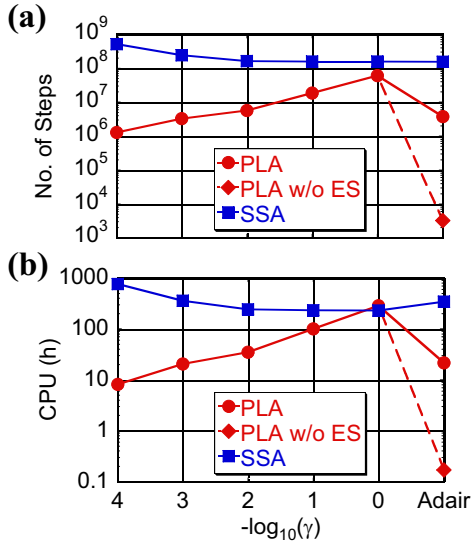 (a)
No. of Steps
10^9
10^8
10^7
10^6
10^5
10^4
10^3
PLA
PLA w/o ES
SSA
(b)
CPU (h)
1000
100
10
1
0.1
PLA
PLA w/o ES
SSA
4 3 2 1 0 Adair
-log₁₀(γ)